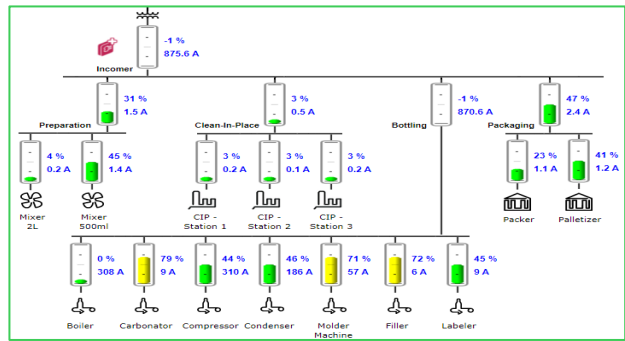 -1 %
875.6 A
Incomer
31 %
1.5 A
3 %
0.5 A
-1 %
870.6 A
47 %
2.4 A
Preparation
Clean-In-Place
Bottling
Packaging
4 %
0.2 A
45 %
1.4 A
3 %
0.2 A
3 %
0.1 A
3 %
0.2 A
23 %
1.1 A
41 %
1.2 A
Mixer
2L
Mixer
500ml
CIP -
Station 1
CIP -
Station 2
CIP -
Station 3
Packer
Palletizer
0 %
308 A
79 %
9 A
44 %
310 A
46 %
186 A
71 %
57 A
72 %
6 A
45 %
9 A
Boiler
Carbonator
Compressor
Condenser
Molder
Machine
Filler
Labeler